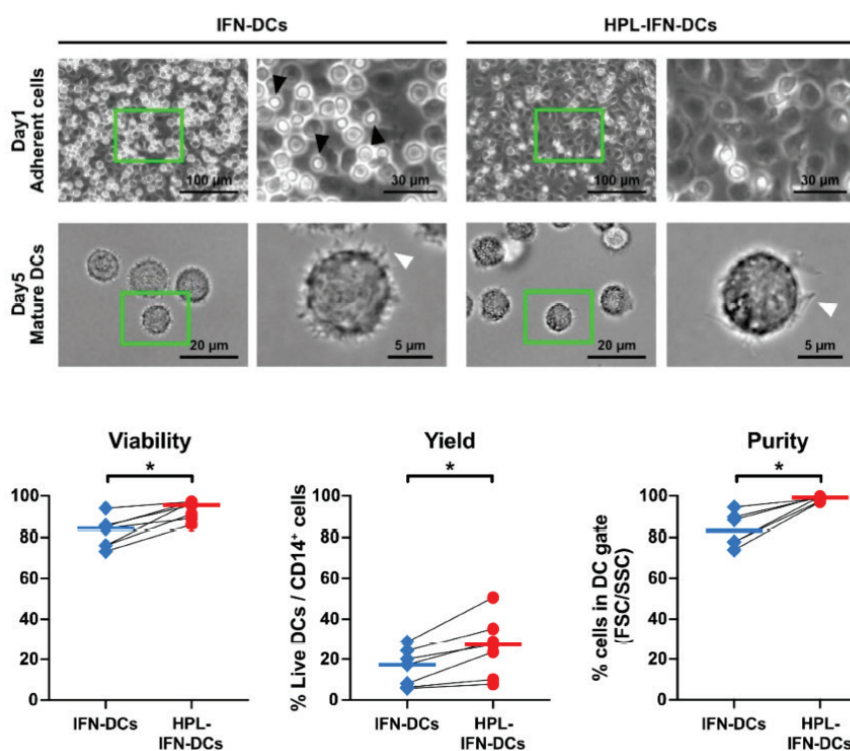 IFN-DCs
HPL-IFN-DCs
Day1
Adherent cells
100 µm
30 µm
100 µm
30 µm
Day5
Mature DCs
20 µm
5 µm
20 µm
5 µm
Viability
Yield
Purity
*
*
*
100
80
60
40
20
0
IFN-DCs
HPL-
IFN-DCs
% Live DCs / CD14⁺ cells
100
80
60
40
20
0
IFN-DCs
HPL-
IFN-DCs
% cells in DC gate
(FSC/SSC)
100
80
60
40
20
0
IFN-DCs
HPL-
IFN-DCs